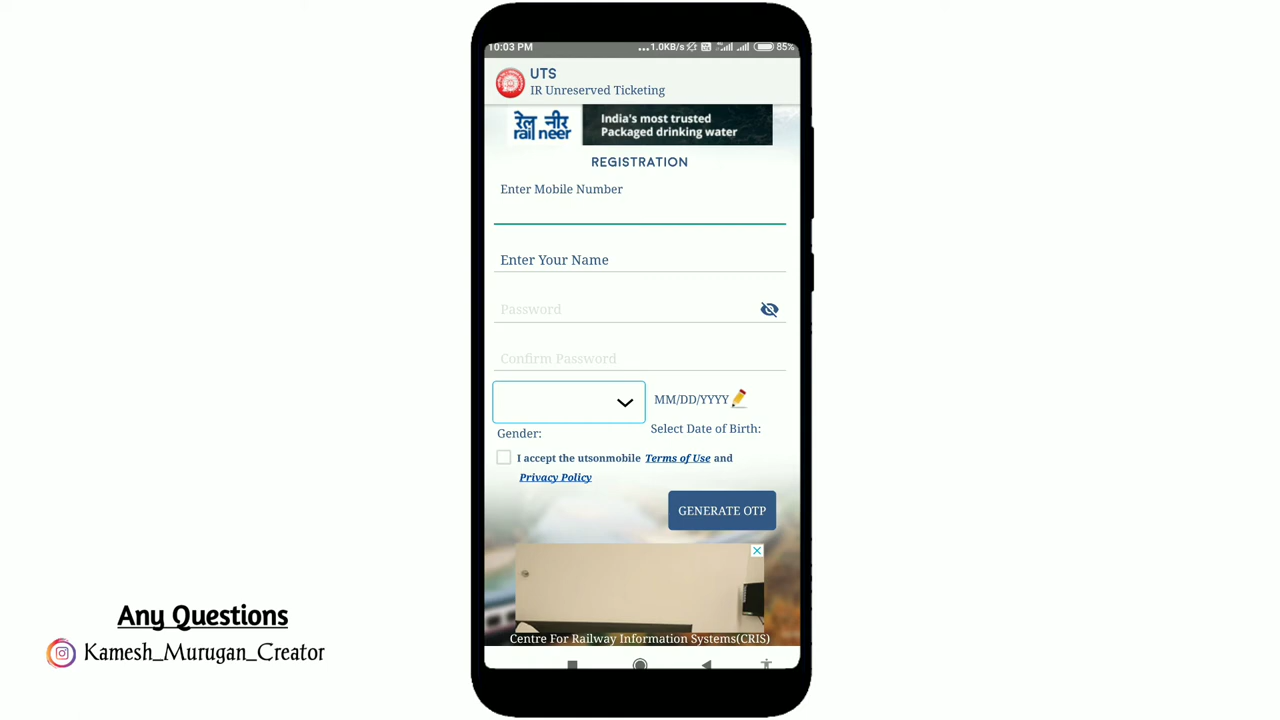 10:03 PM
...1.0KB/s
85%
UTS
IR Unreserved Ticketing
रेल नीर
rail neer
India's most trusted
Packaged drinking water
REGISTRATION
Enter Mobile Number
Enter Your Name
Password
Confirm Password
MM/DD/YYYY
Gender:
Select Date of Birth:
I accept the utsonmobile Terms of Use and
Privacy Policy
GENERATE OTP
Centre For Railway Information Systems(CRIS)
Any Questions
Kamesh_Murugan_Creator